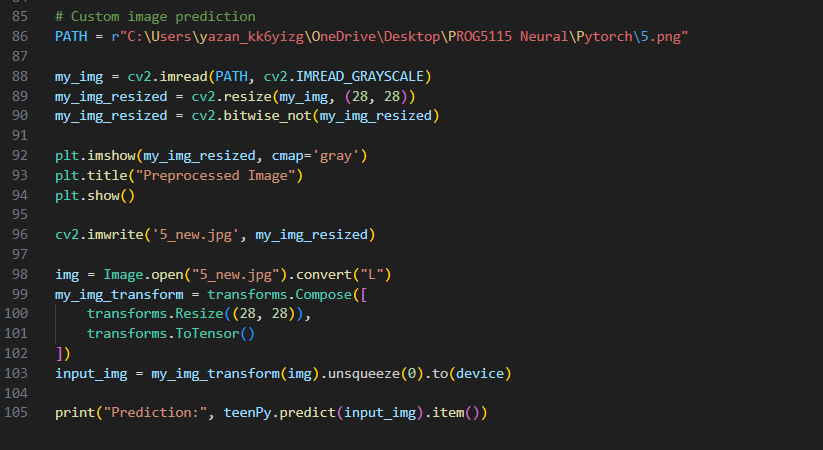 85 # Custom image prediction
86 PATH = r"C:\Users\yazan_kk6yizg\OneDrive\Desktop\PROG5115 Neural\Pytorch\5.png"
87
88 my_img = cv2.imread(PATH, cv2.IMREAD_GRAYSCALE)
89 my_img_resized = cv2.resize(my_img, (28, 28))
90 my_img_resized = cv2.bitwise_not(my_img_resized)
91
92 plt.imshow(my_img_resized, cmap='gray')
93 plt.title("Preprocessed Image")
94 plt.show()
95
96 cv2.imwrite('5_new.jpg', my_img_resized)
97
98 img = Image.open("5_new.jpg").convert("L")
99 my_img_transform = transforms.Compose([
100     transforms.Resize((28, 28)),
101     transforms.ToTensor()
102 ])
103 input_img = my_img_transform(img).unsqueeze(0).to(device)
104
105 print("Prediction:", teenPy.predict(input_img).item())